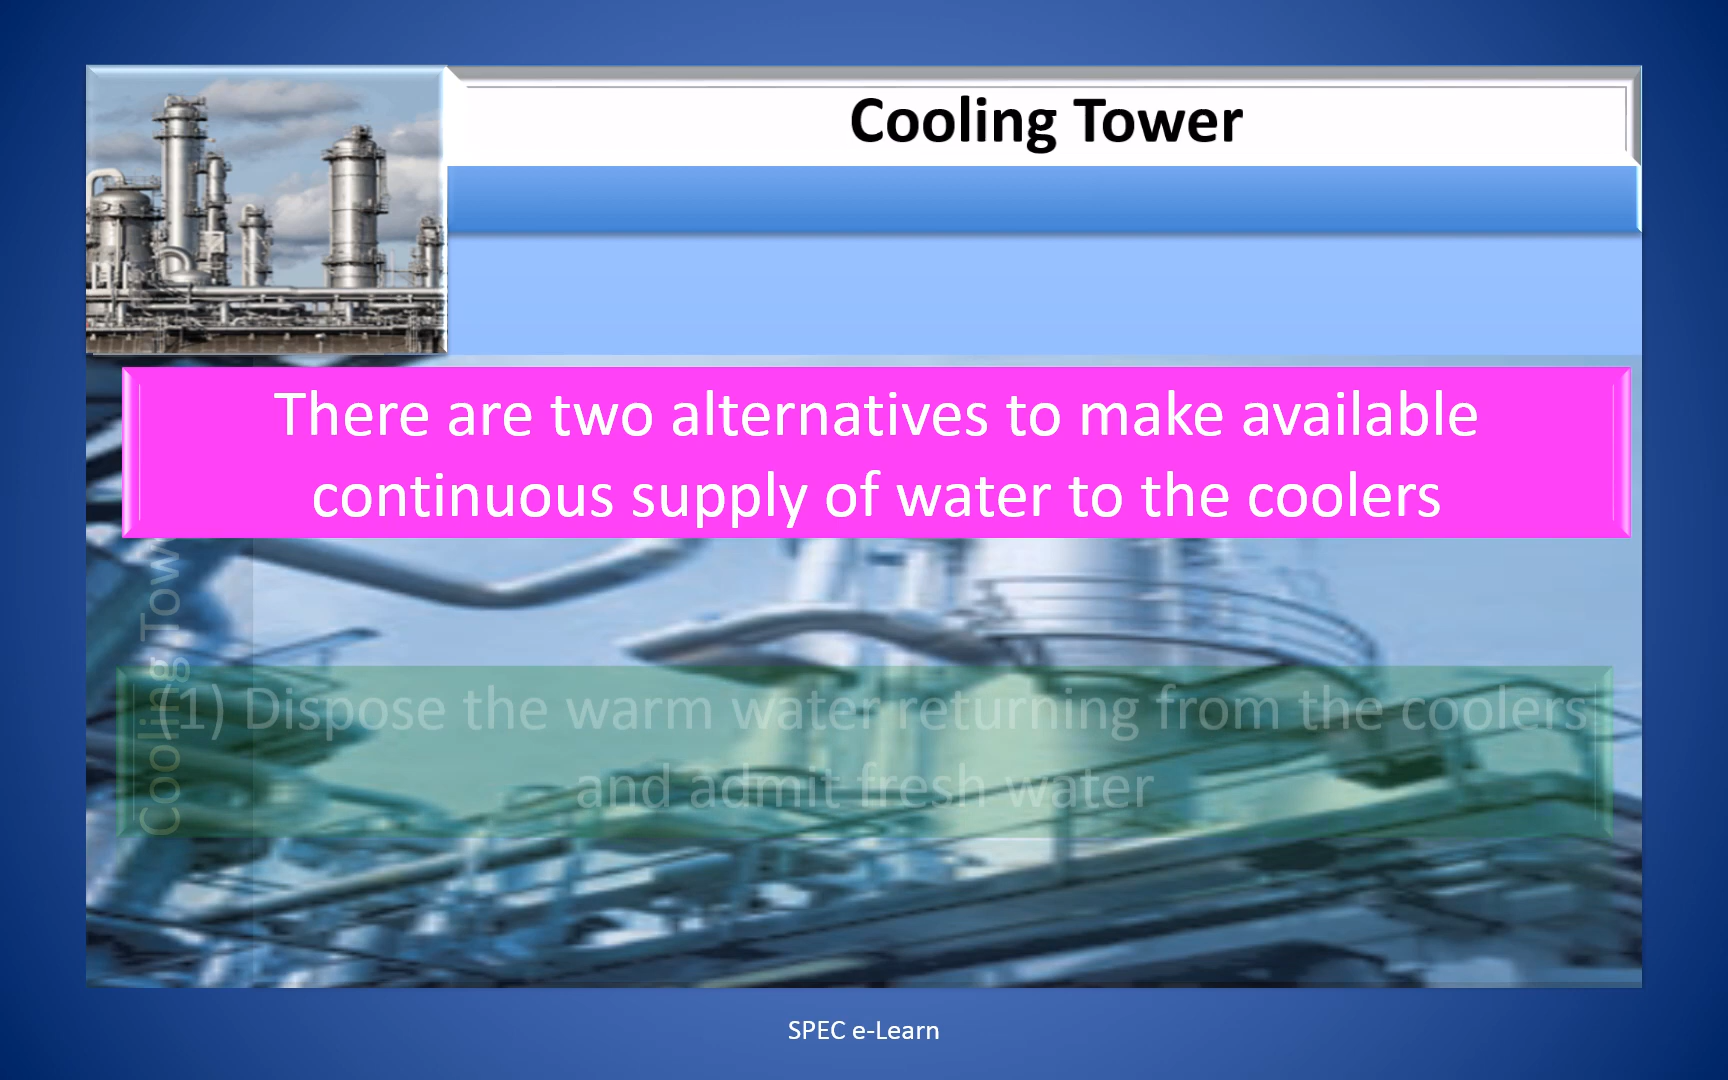 Cooling Tower
There are two alternatives to make available
continuous supply of water to the coolers
Cooling Tow
(1) Dispose the warm water returning from the coolers
and admit fresh water
SPEC e-Learn